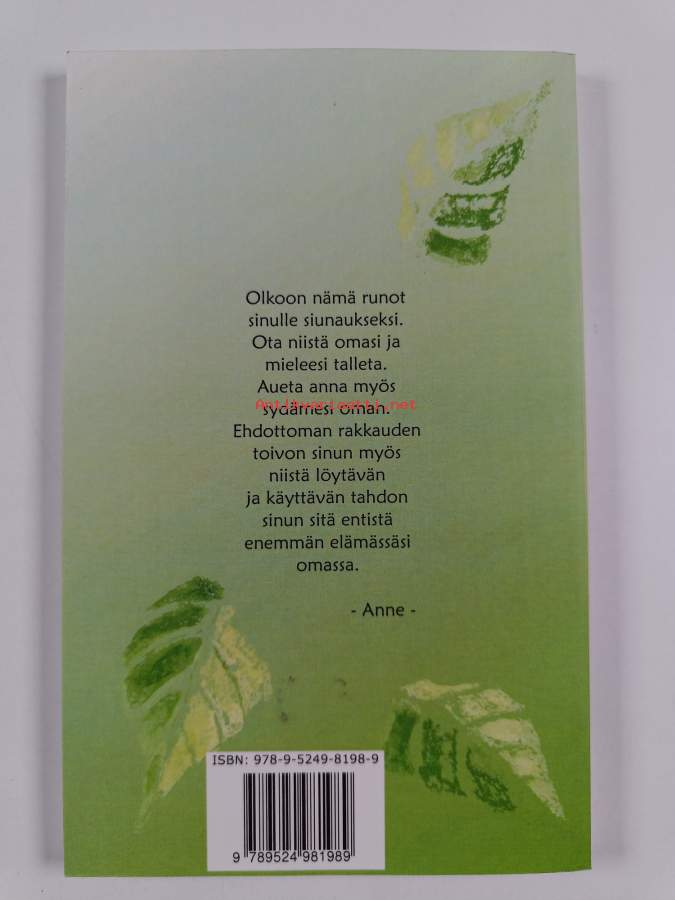 Olkoon nämä runot
sinulle siunaukseksi.
Ota niistä omasi ja
mieleesi talleta.
Aueta anna myös
Antikvariaatti.net
sydämesi oman.
Ehdottoman rakkauden
toivon sinun myös
niistä löytävän
ja käyttävän tahdon
sinun sitä entistä
enemmän elämässäsi
omassa.
- Anne -
ISBN: 978-9-5249-8198-9
9 789524 981989